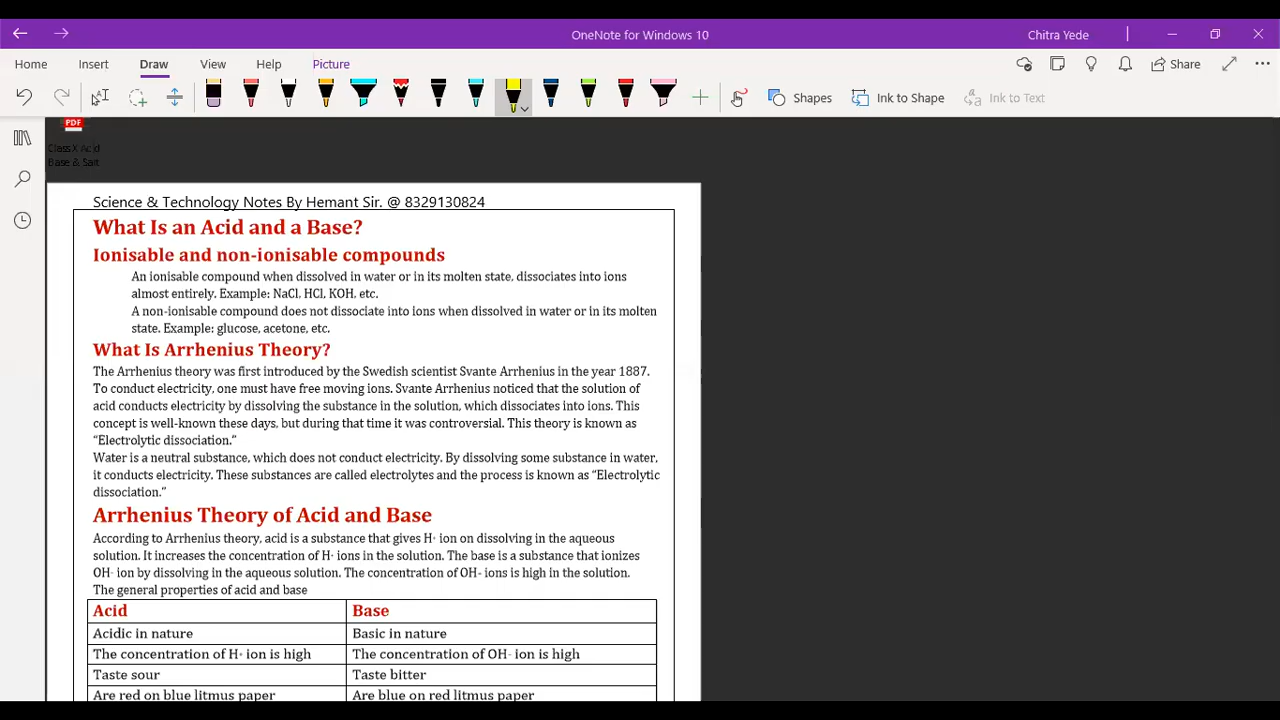 OneNote for Windows 10
Chitra Yede
Home Insert Draw View Help Picture
Share
Shapes Ink to Shape Ink to Text
PDF
Class X Acid
Base & Salt
Science & Technology Notes By Hemant Sir. @ 8329130824
What Is an Acid and a Base?
Ionisable and non-ionisable compounds
An ionisable compound when dissolved in water or in its molten state, dissociates into ions
almost entirely. Example: NaCl, HCl, KOH, etc.
A non-ionisable compound does not dissociate into ions when dissolved in water or in its molten
state. Example: glucose, acetone, etc.
What Is Arrhenius Theory?
The Arrhenius theory was first introduced by the Swedish scientist Svante Arrhenius in the year 1887.
To conduct electricity, one must have free moving ions. Svante Arrhenius noticed that the solution of
acid conducts electricity by dissolving the substance in the solution, which dissociates into ions. This
concept is well-known these days, but during that time it was controversial. This theory is known as
“Electrolytic dissociation.”
Water is a neutral substance, which does not conduct electricity. By dissolving some substance in water,
it conducts electricity. These substances are called electrolytes and the process is known as “Electrolytic
dissociation.”
Arrhenius Theory of Acid and Base
According to Arrhenius theory, acid is a substance that gives H+ ion on dissolving in the aqueous
solution. It increases the concentration of H+ ions in the solution. The base is a substance that ionizes
OH- ion by dissolving in the aqueous solution. The concentration of OH- ions is high in the solution.
The general properties of acid and base
Acid Base
Acidic in nature Basic in nature
The concentration of H+ ion is high The concentration of OH- ion is high
Taste sour Taste bitter
Are red on blue litmus paper Are blue on red litmus paper